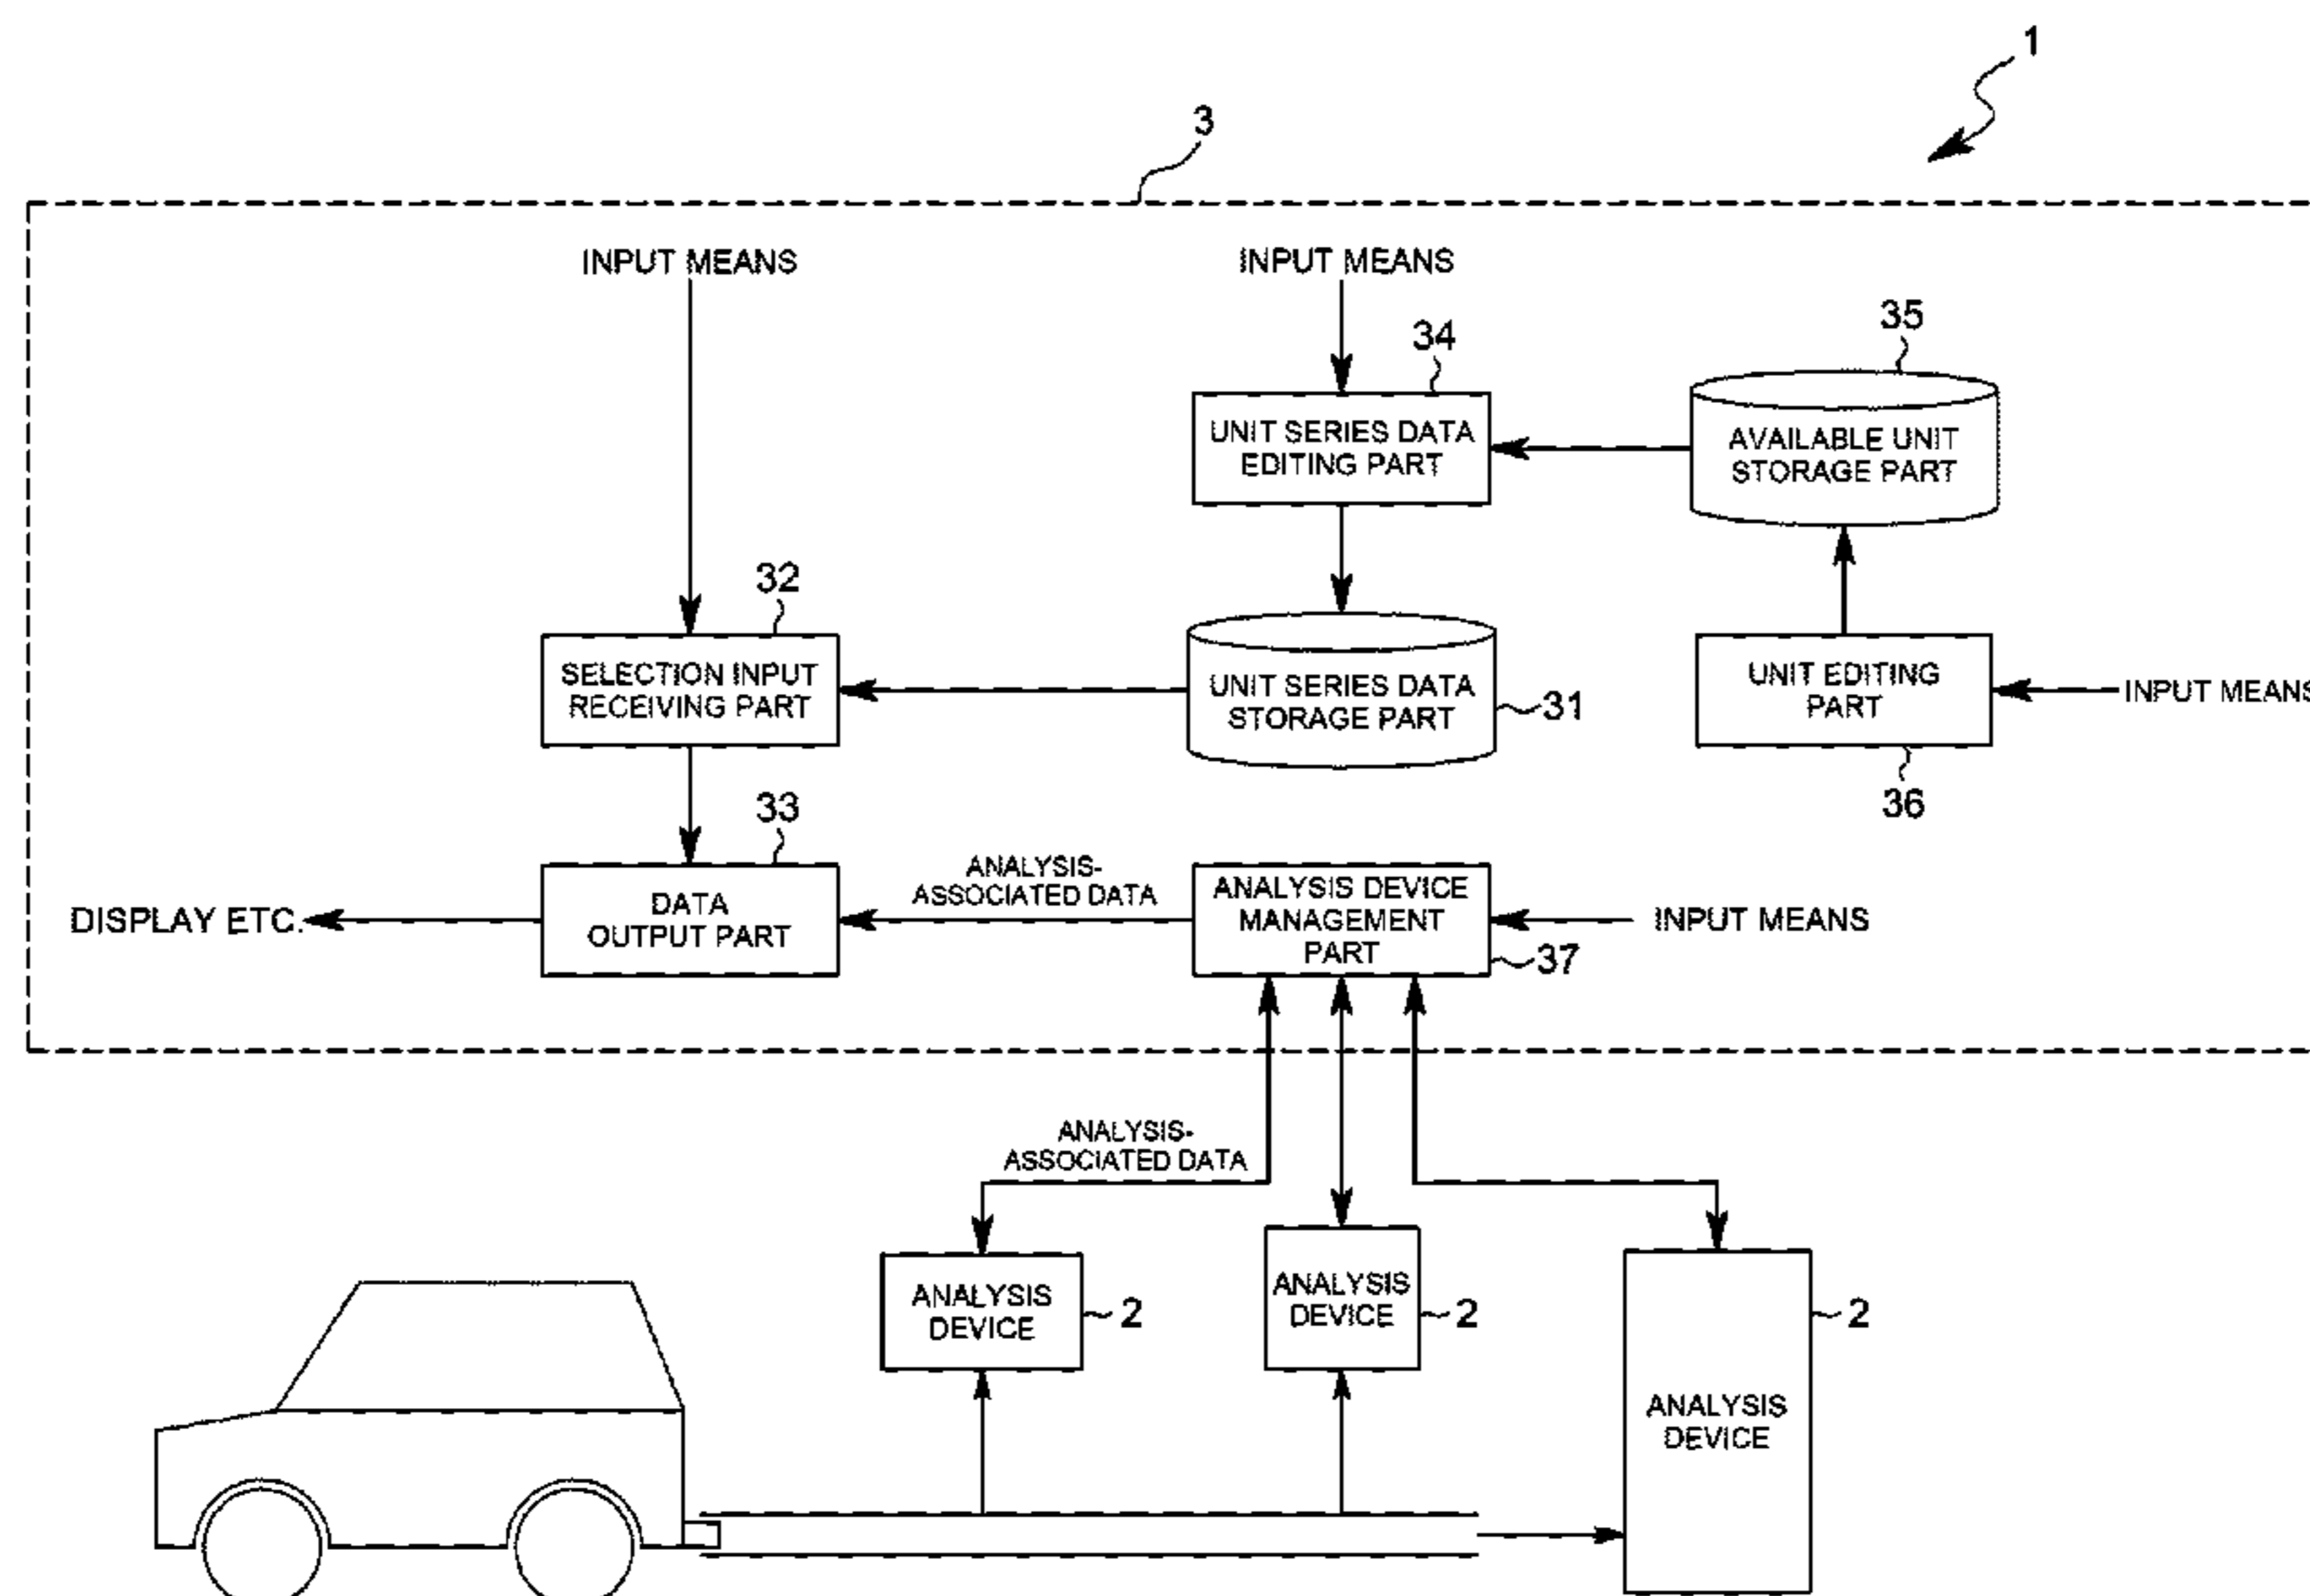 1
3
INPUT MEANS
INPUT MEANS
34
35
UNIT SERIES DATA
EDITING PART
AVAILABLE UNIT
STORAGE PART
32
SELECTION INPUT
RECEIVING PART
UNIT SERIES DATA
STORAGE PART
31
UNIT EDITING
PART
INPUT MEANS
36
33
DATA
OUTPUT PART
DISPLAY ETC.
ANALYSIS-
ASSOCIATED DATA
ANALYSIS DEVICE
MANAGEMENT
PART
37
INPUT MEANS
ANALYSIS-
ASSOCIATED DATA
ANALYSIS
DEVICE
2
ANALYSIS
DEVICE
2
ANALYSIS
DEVICE
2